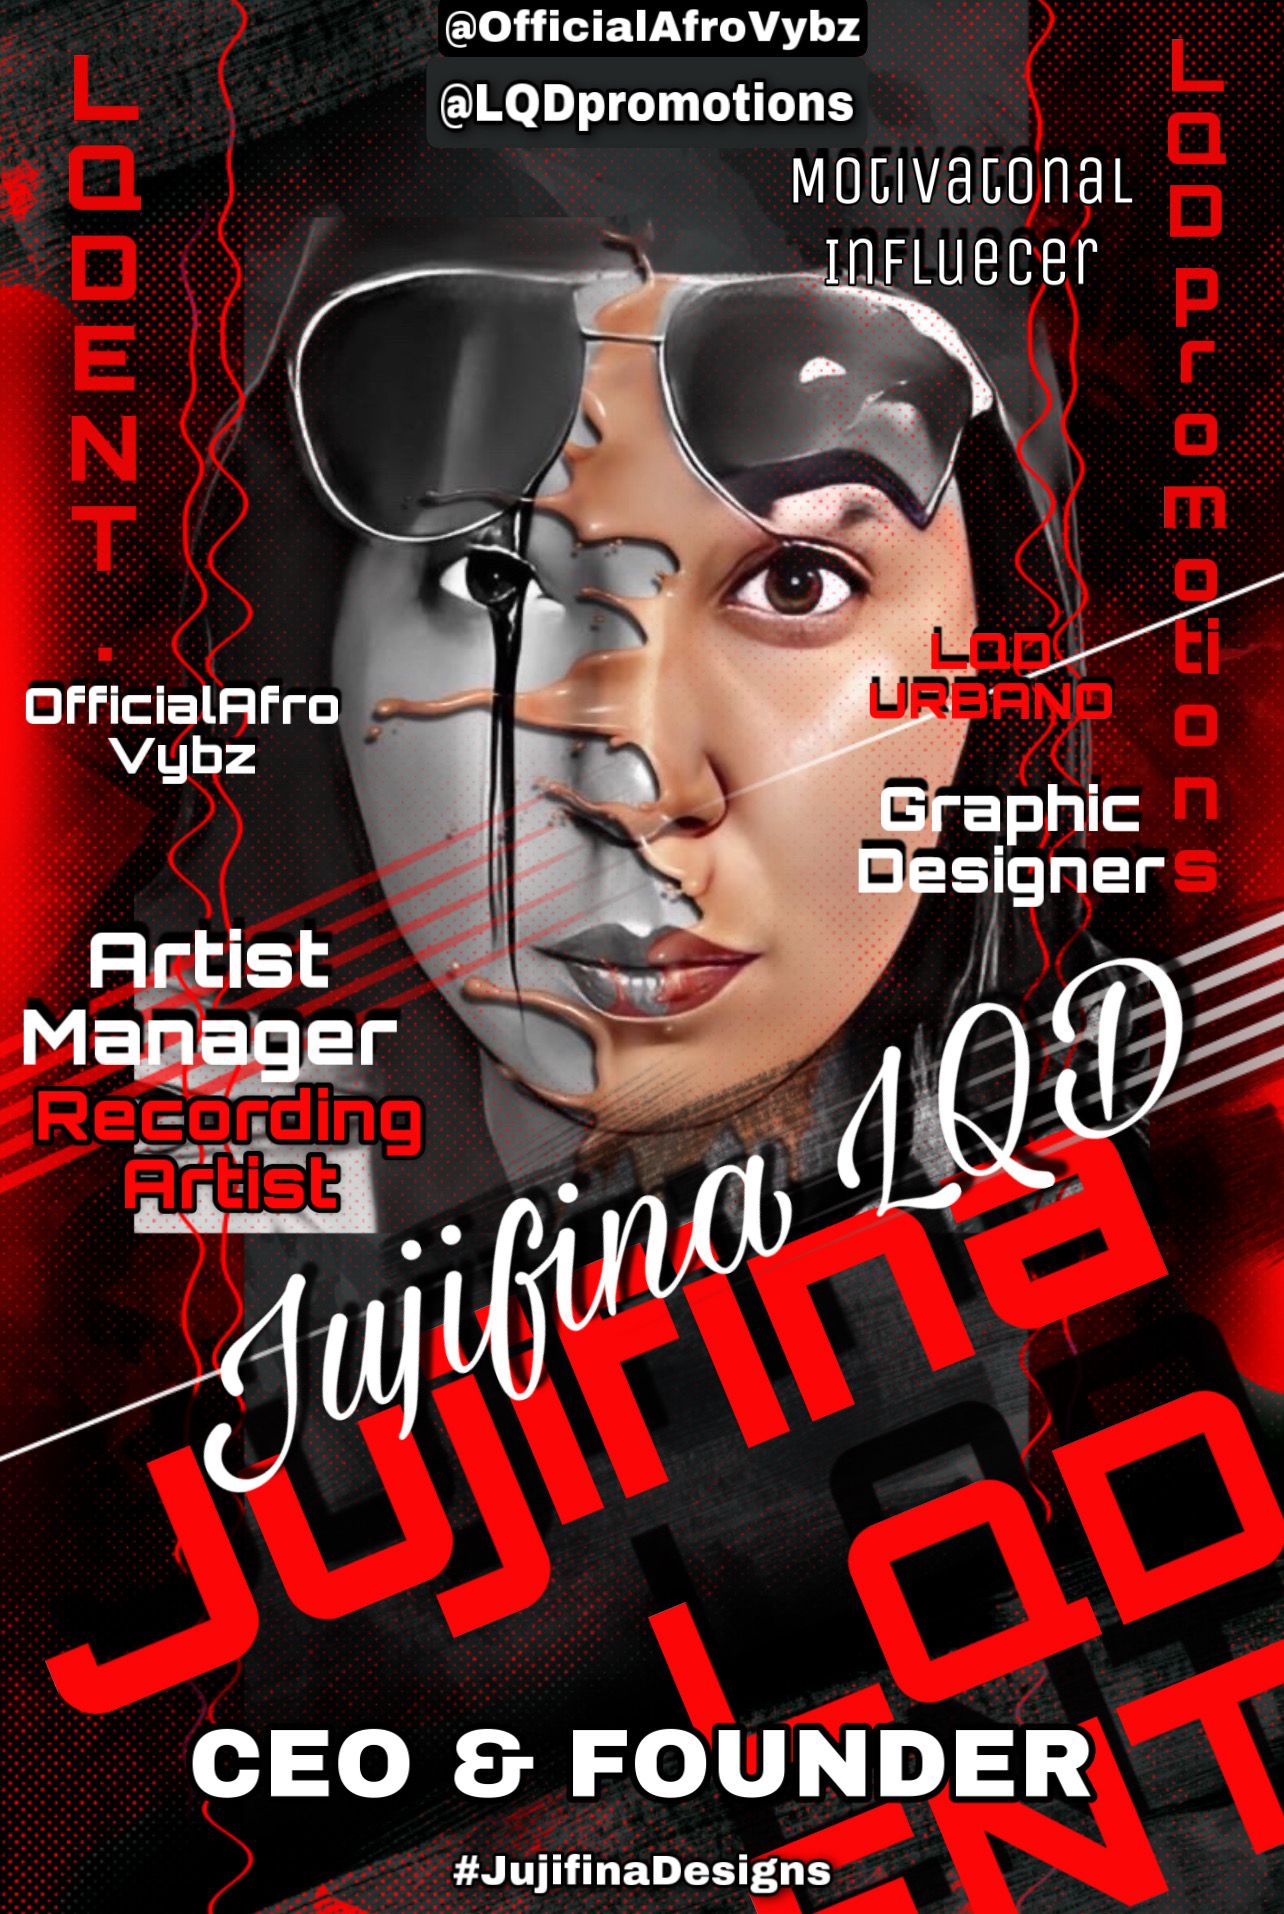 @OfficialAfroVybz
@LQDpromotions
Motivatonal
Influecer
LQDENT.
LQDpromotions
OfficialAfro
Vybz
LQD
URBANO
Graphic
Designer
Artist
Manager
Recording
Artist
Jujifina LQD
Jujifina
LQD
ENT
CEO & FOUNDER
#JujifinaDesigns